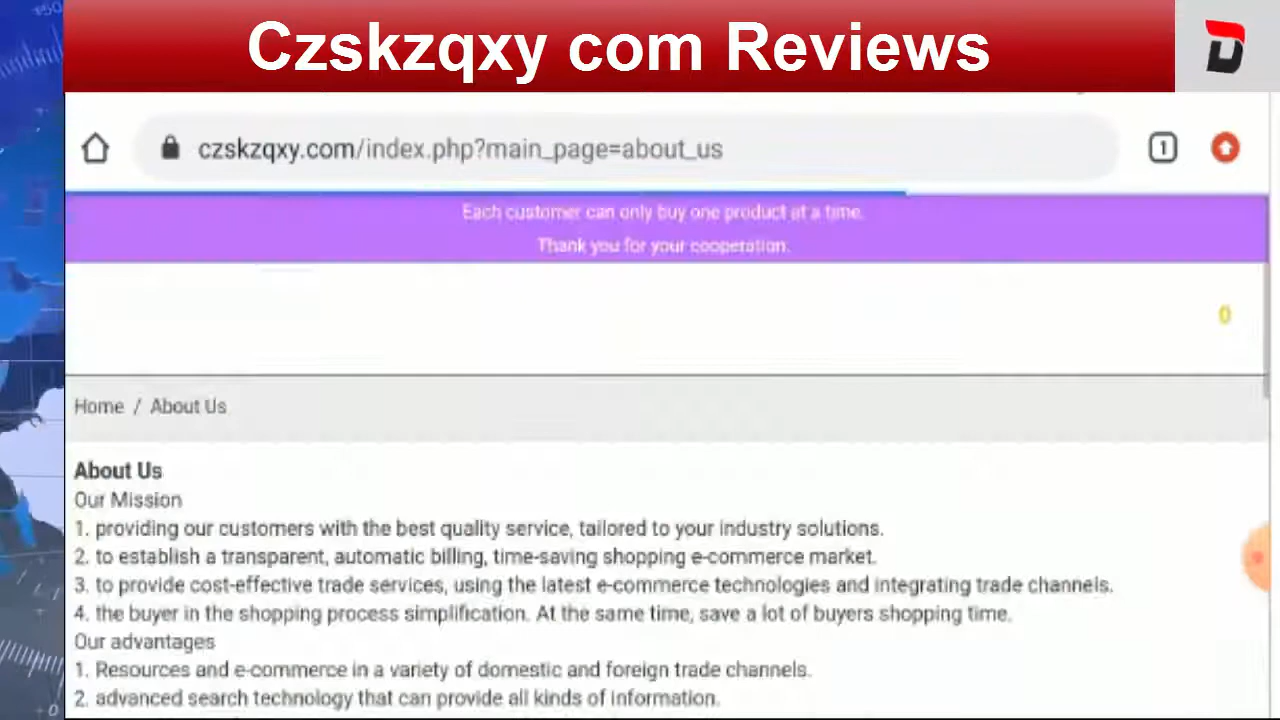 Czskzqxy com Reviews
czskzqxy.com/index.php?main_page=about_us
1
Each customer can only buy one product at a time.
Thank you for your cooperation.
0
Home / About Us
About Us
Our Mission
1. providing our customers with the best quality service, tailored to your industry solutions.
2. to establish a transparent, automatic billing, time-saving shopping e-commerce market.
3. to provide cost-effective trade services, using the latest e-commerce technologies and integrating trade channels.
4. the buyer in the shopping process simplification. At the same time, save a lot of buyers shopping time.
Our advantages
1. Resources and e-commerce in a variety of domestic and foreign trade channels.
2. advanced search technology that can provide all kinds of information.